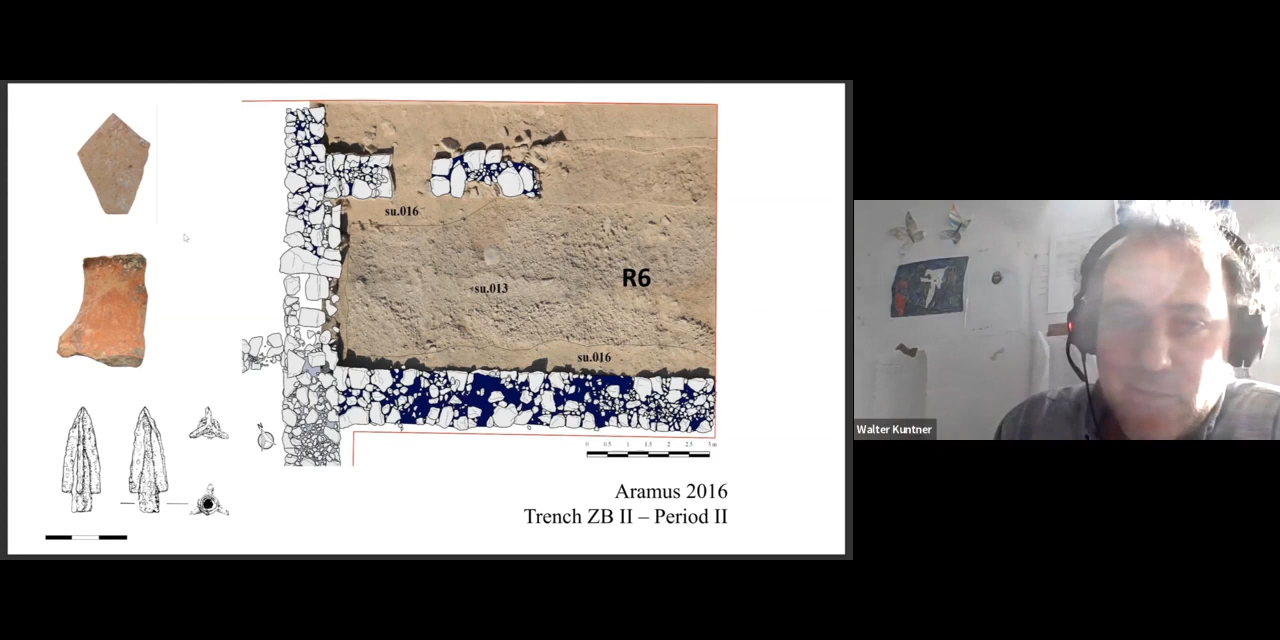 su.016
R6
su.013
su.016
0 0.5 1 1.5 2 2.5 3 m
Aramus 2016
Trench ZB II – Period II
Walter Kuntner